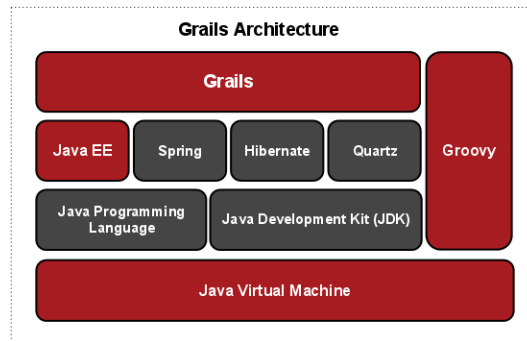 Grails Architecture
Grails
Java EE
Spring
Hibernate
Quartz
Groovy
Java Programming
Language
Java Development Kit (JDK)
Java Virtual Machine